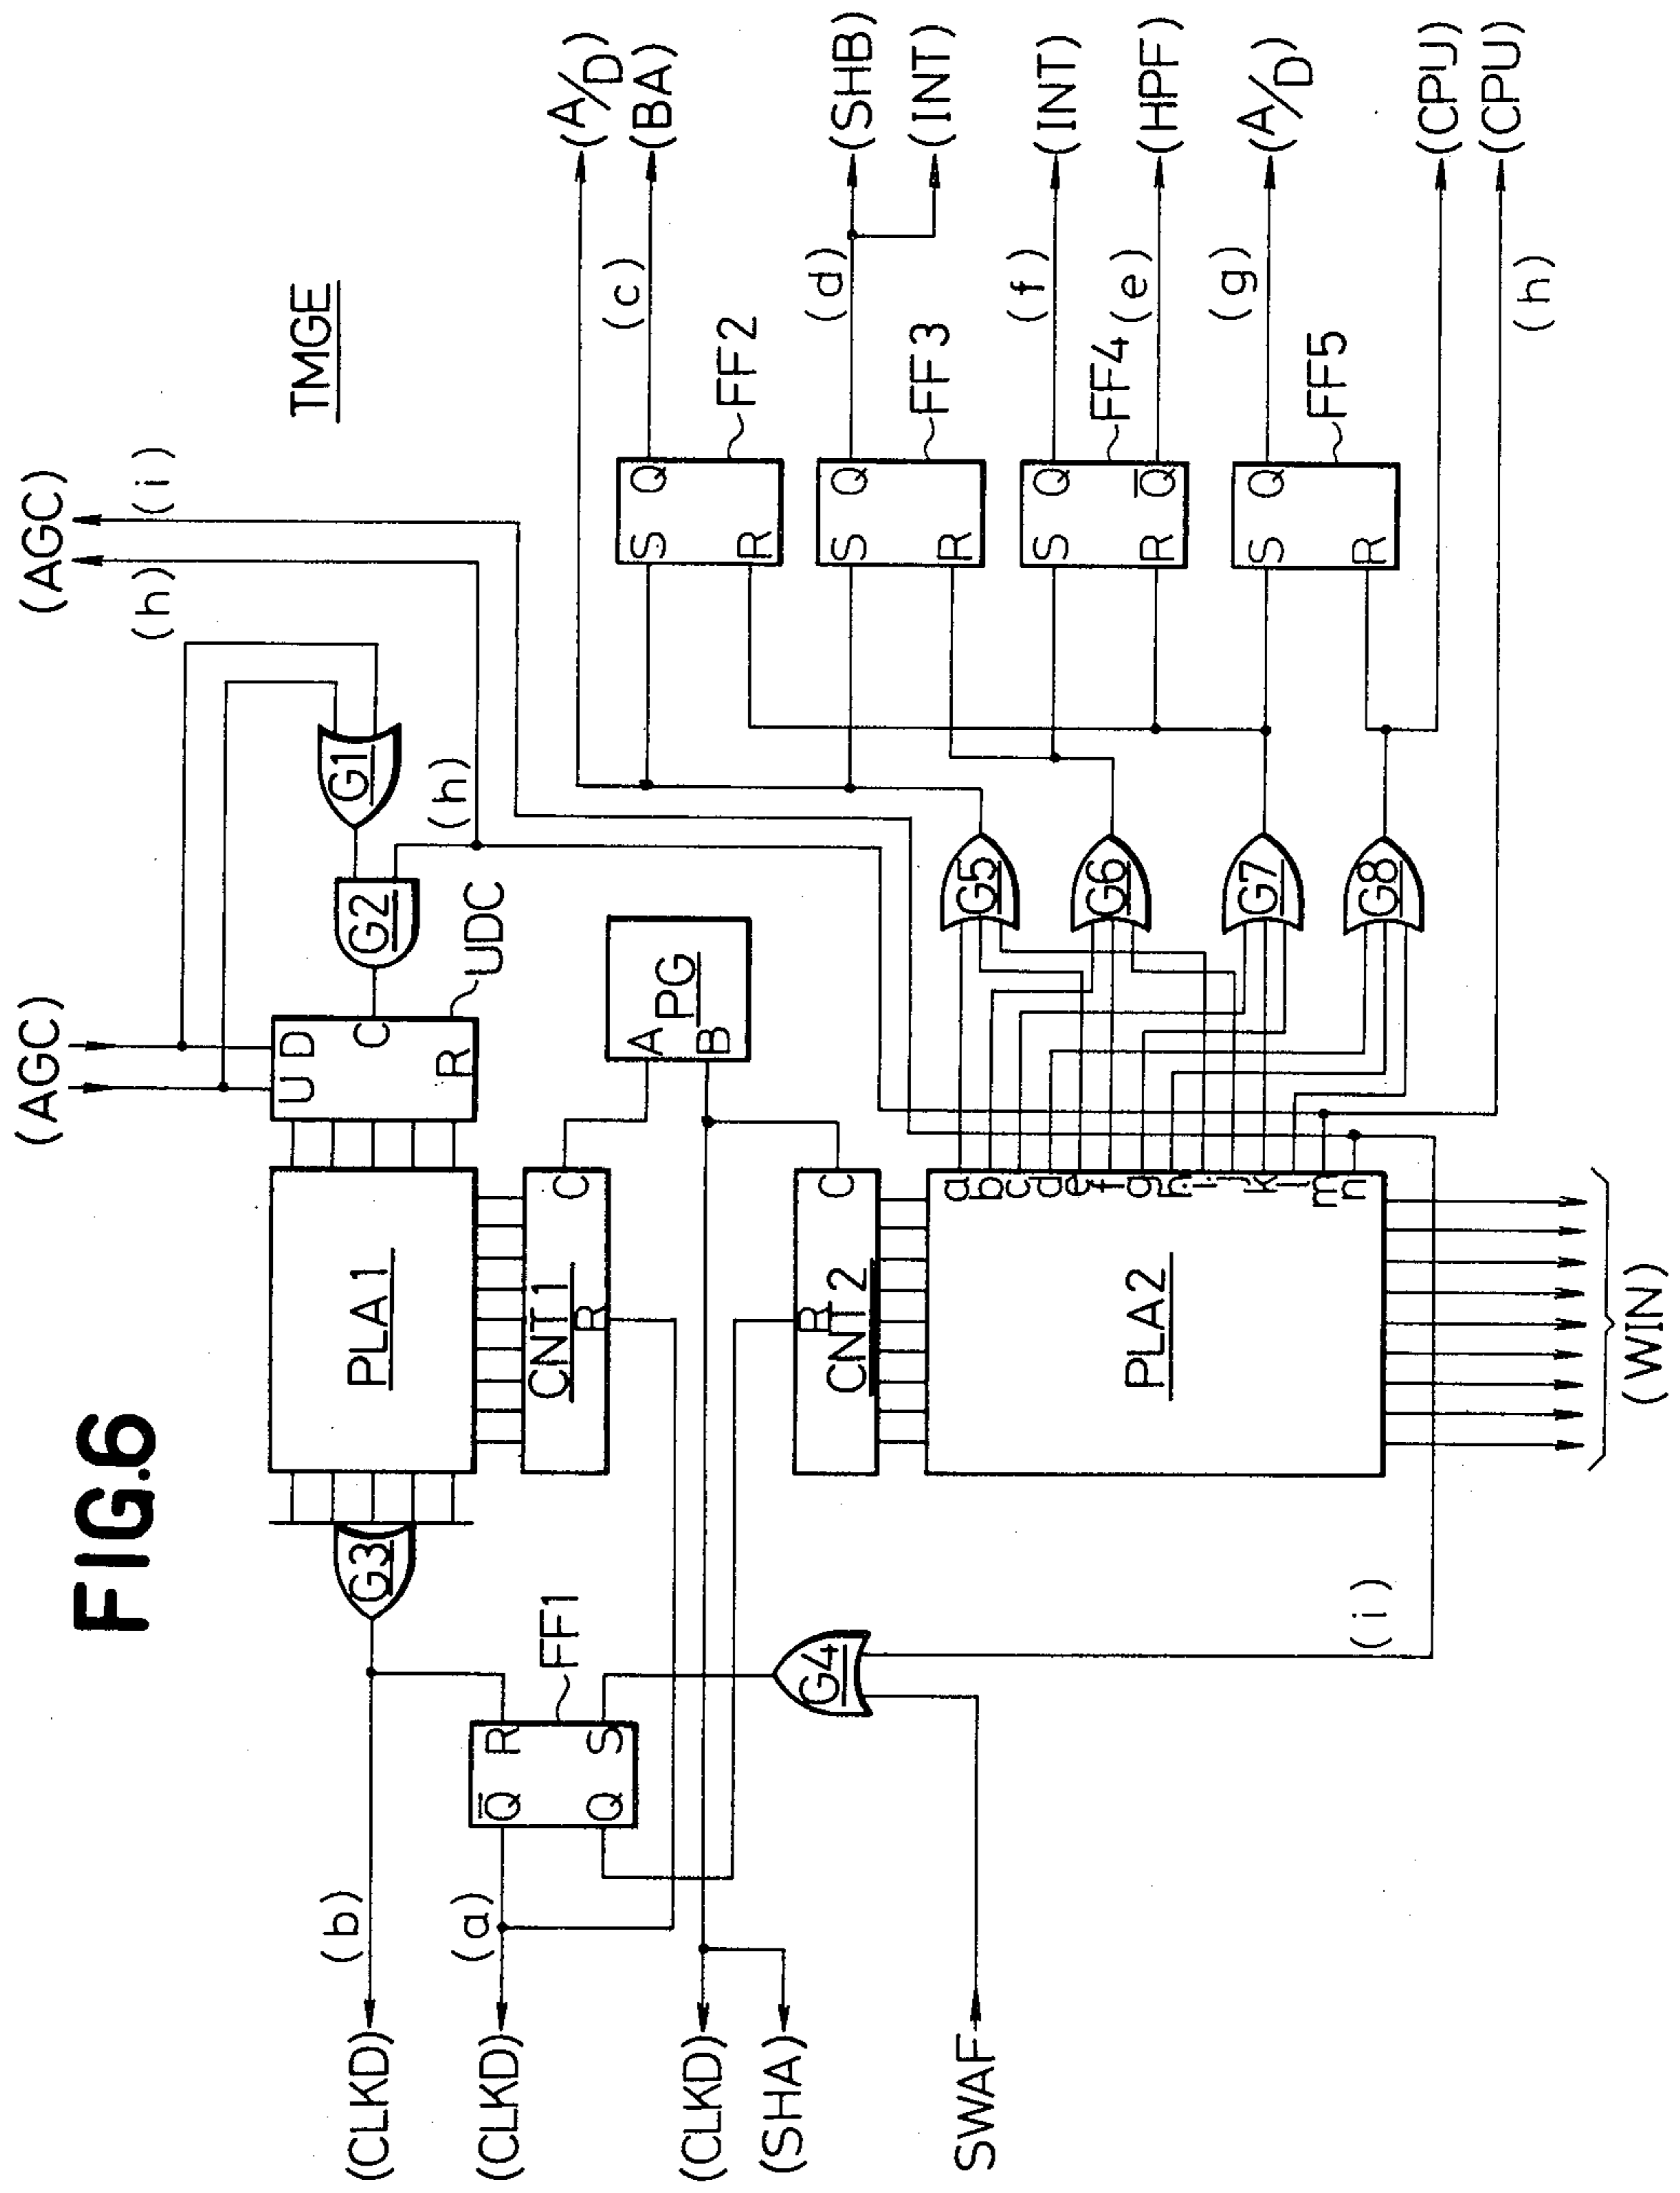 FIG.6
TMGE
(AGC)
(AGC)
(h)
(i)
(b)
(CLKD)
(a)
(CLKD)
(CLKD)
(SHA)
SWAF
G3
FF1
Q
R
Q
S
G4
(i)
PLA1
U D
C
R
UDC
G2
G1
(h)
CNT1
C
R
PG
A
B
CNT2
C
R
PLA2
a
b
c
d
e
f
g
h
i
j
k
l
m
n
(WIN)
G5
G6
G7
G8
S Q
R
FF2
S Q
R
FF3
S Q
R Q
FF4
S Q
R
FF5
(A/D)
(c)
(BA)
(d)
(SHB)
(INT)
(f)
(INT)
(e)
(HPF)
(g)
(A/D)
(CPU)
(CPU)
(h)